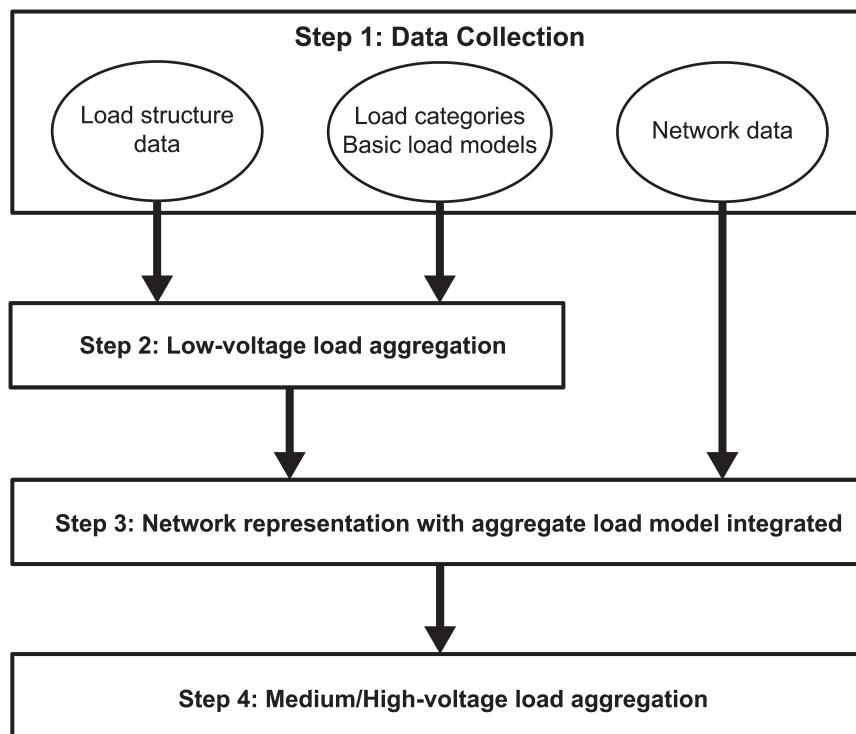 Step 1: Data Collection
Load structure
data
Load categories
Basic load models
Network data
Step 2: Low-voltage load aggregation
Step 3: Network representation with aggregate load model integrated
Step 4: Medium/High-voltage load aggregation